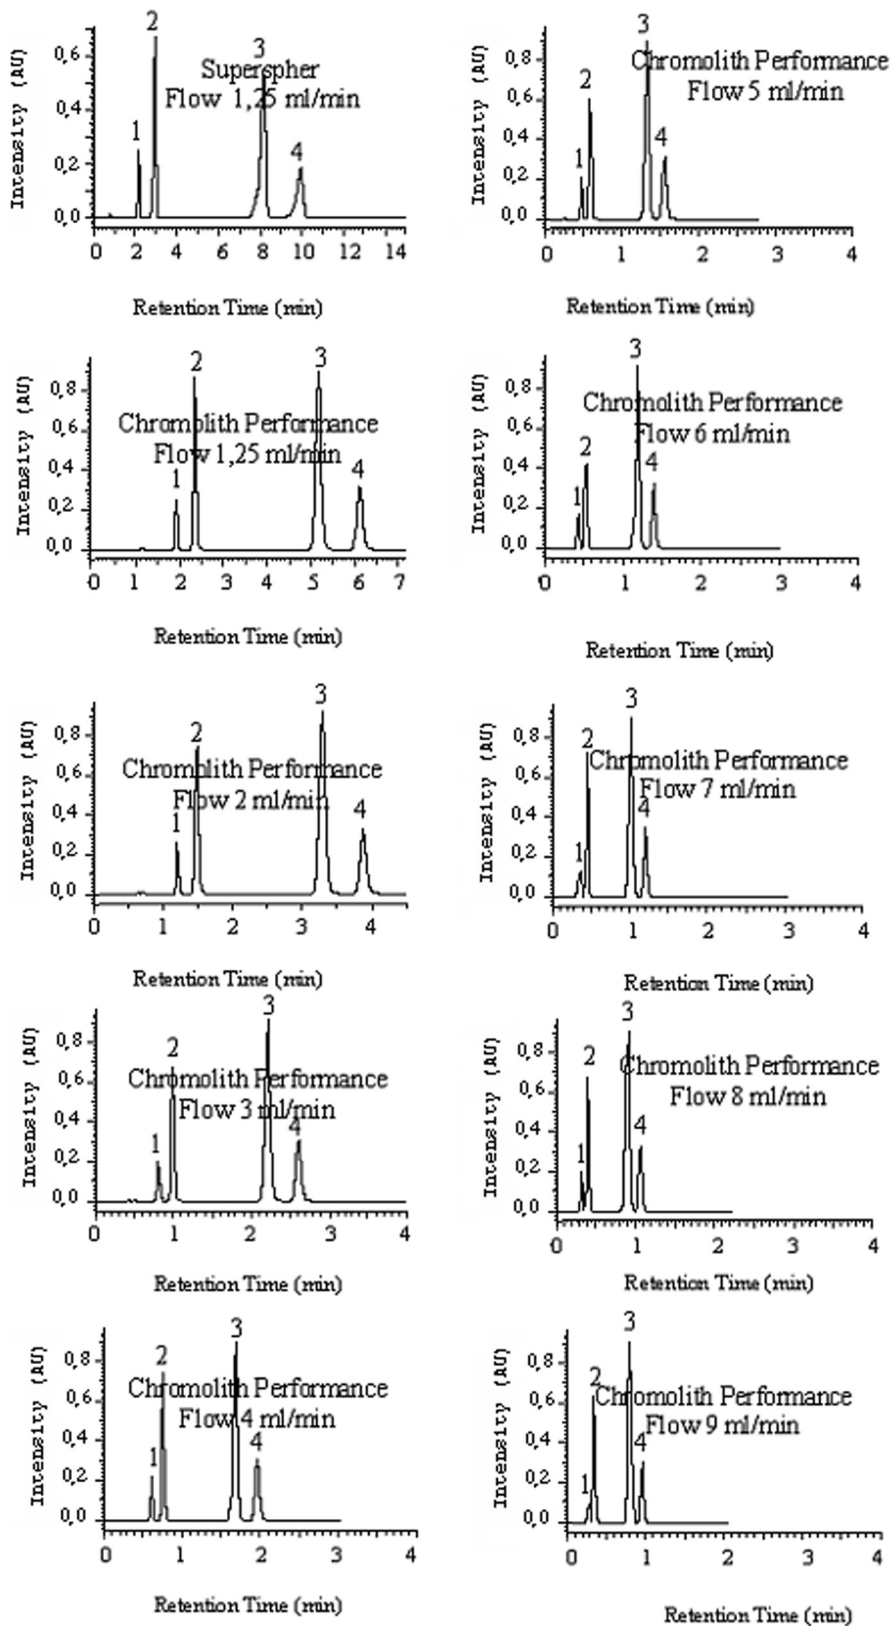 2
3
Superspher
Flow 1,25 ml/min
1
4
Intensity (AU)
0,6
0,4
0,2
0,0
0 2 4 6 8 10 12 14
Retention Time (min)
3
Chromolith Performance
Flow 5 ml/min
2
4
1
Intensity (AU)
0,8
0,6
0,4
0,2
0,0
0 1 2 3 4
Retention Time (min)
2
3
Chromolith Performance
Flow 1,25 ml/min
1
4
Intensity (AU)
0,8
0,6
0,4
0,2
0,0
0 1 2 3 4 5 6 7
Retention Time (min)
3
Chromolith Performance
Flow 6 ml/min
2
4
1
Intensity (AU)
0,8
0,6
0,4
0,2
0,0
0 1 2 3 4
Retention Time (min)
3
2
Chromolith Performance
Flow 2 ml/min
1
4
Intensity (AU)
0,8
0,6
0,4
0,2
0,0
0 1 2 3 4
Retention Time (min)
3
2
Chromolith Performance
Flow 7 ml/min
4
1
Intensity (AU)
0,8
0,6
0,4
0,2
0,0
0 1 2 3 4
Retention Time (min)
3
2
Chromolith Performance
Flow 3 ml/min
4
1
Intensity (AU)
0,8
0,6
0,4
0,2
0,0
0 1 2 3 4
Retention Time (min)
3
2
Chromolith Performance
Flow 8 ml/min
4
1
Intensity (AU)
0,8
0,6
0,4
0,2
0,0
0 1 2 3 4
Retention Time (min)
3
2
Chromolith Performance
Flow 4 ml/min
4
1
Intensity (AU)
0,8
0,6
0,4
0,2
0,0
0 1 2 3 4
Retention Time (min)
3
2
Chromolith Performance
Flow 9 ml/min
4
1
Intensity (AU)
0,8
0,6
0,4
0,2
0,0
0 1 2 3 4
Retention Time (min)